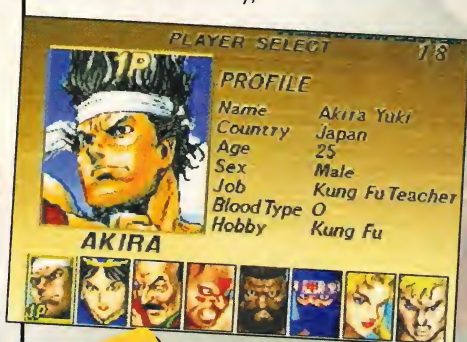 PLAYER SELECT 18
1P
PROFILE
Name Akira Yuki
Country Japan
Age 25
Sex Male
Job Kung Fu Teacher
Blood Type O
Hobby Kung Fu
AKIRA
1P